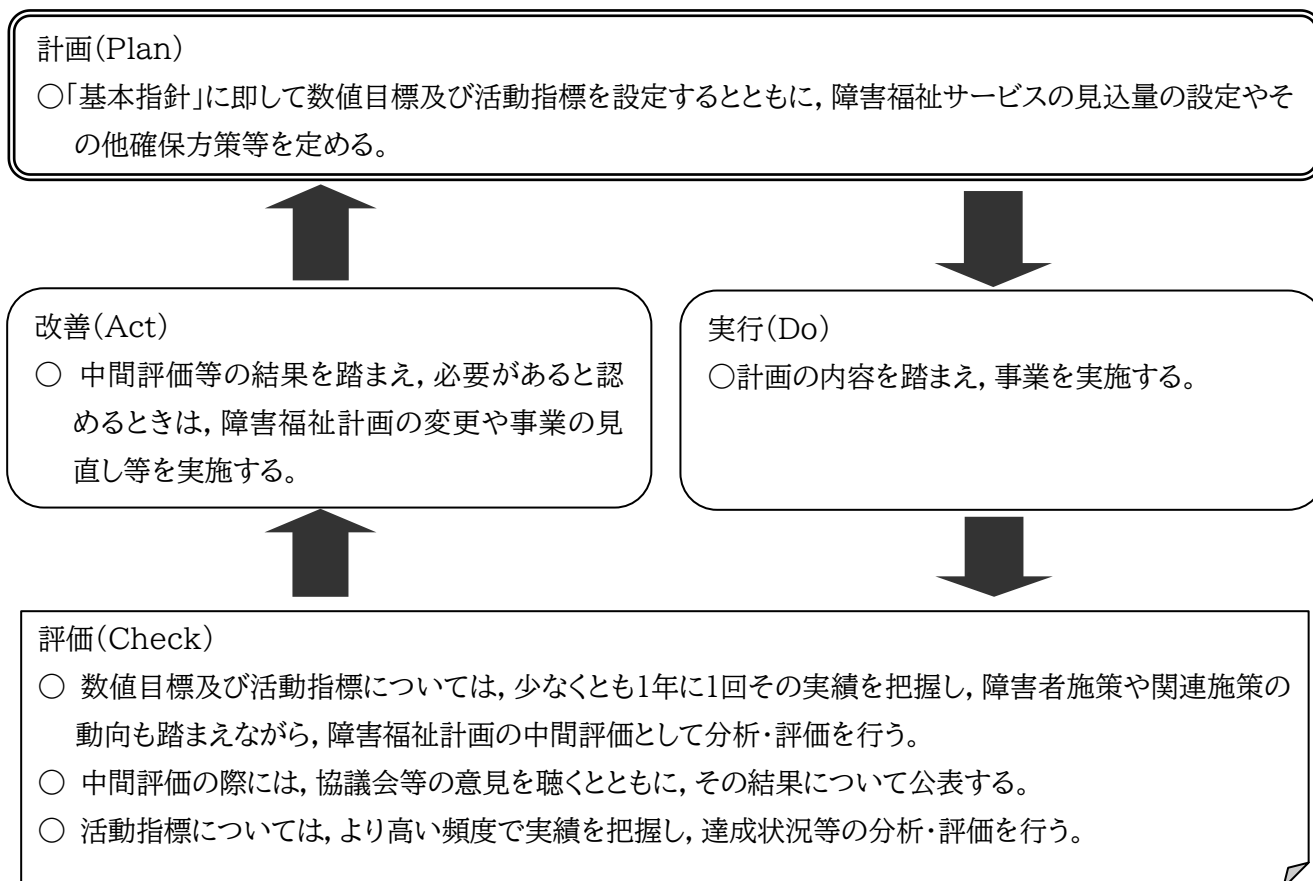 計画(Plan)
○「基本指針」に即して数値目標及び活動指標を設定するとともに,障害福祉サービスの見込量の設定やそ
の他確保方策等を定める。
改善(Act)
○ 中間評価等の結果を踏まえ,必要があると認
めるときは,障害福祉計画の変更や事業の見
直し等を実施する。
実行(Do)
○計画の内容を踏まえ,事業を実施する。
評価(Check)
○ 数値目標及び活動指標については,少なくとも1年に1回その実績を把握し,障害者施策や関連施策の
動向も踏まえながら,障害福祉計画の中間評価として分析・評価を行う。
○ 中間評価の際には,協議会等の意見を聴くとともに,その結果について公表する。
○ 活動指標については,より高い頻度で実績を把握し,達成状況等の分析・評価を行う。